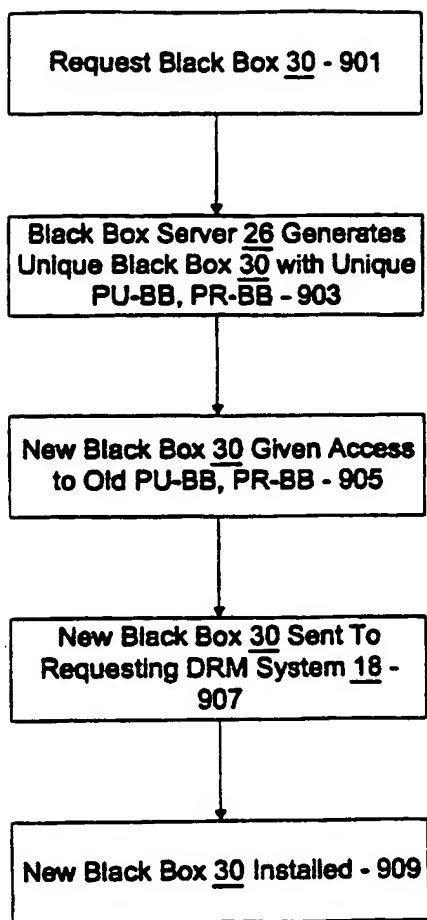 Request Black Box 30 - 901
Black Box Server 26 Generates
Unique Black Box 30 with Unique
PU-BB, PR-BB - 903
New Black Box 30 Given Access
to Old PU-BB, PR-BB - 905
New Black Box 30 Sent To
Requesting DRM System 18 -
907
New Black Box 30 Installed - 909